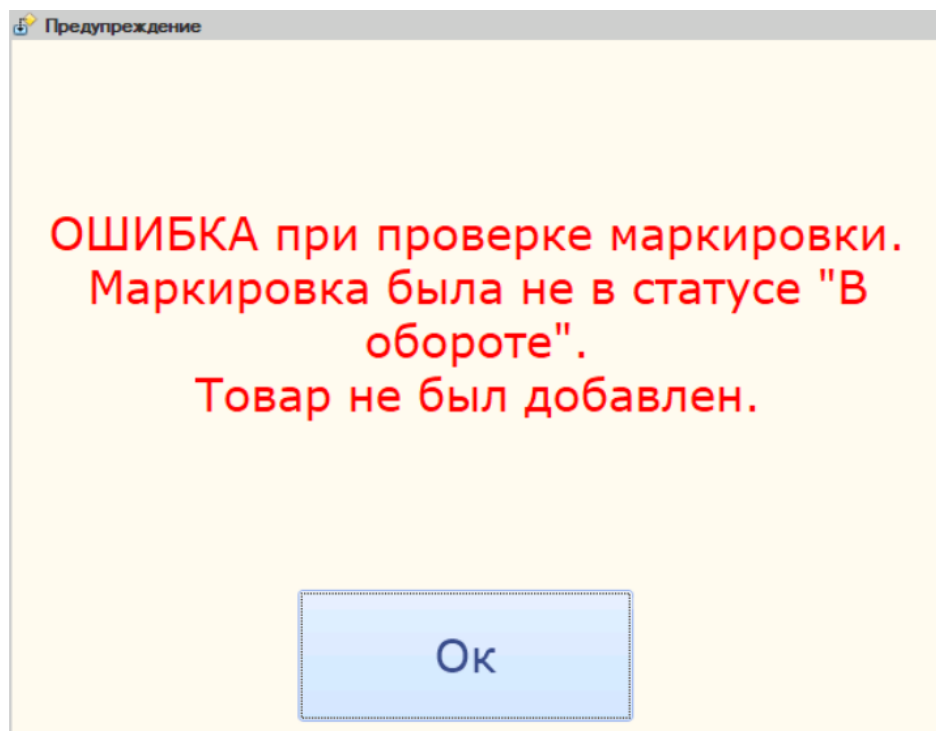 Предупреждение
ОШИБКА при проверке маркировки.
Маркировка была не в статусе "В
обороте".
Товар не был добавлен.
Ок